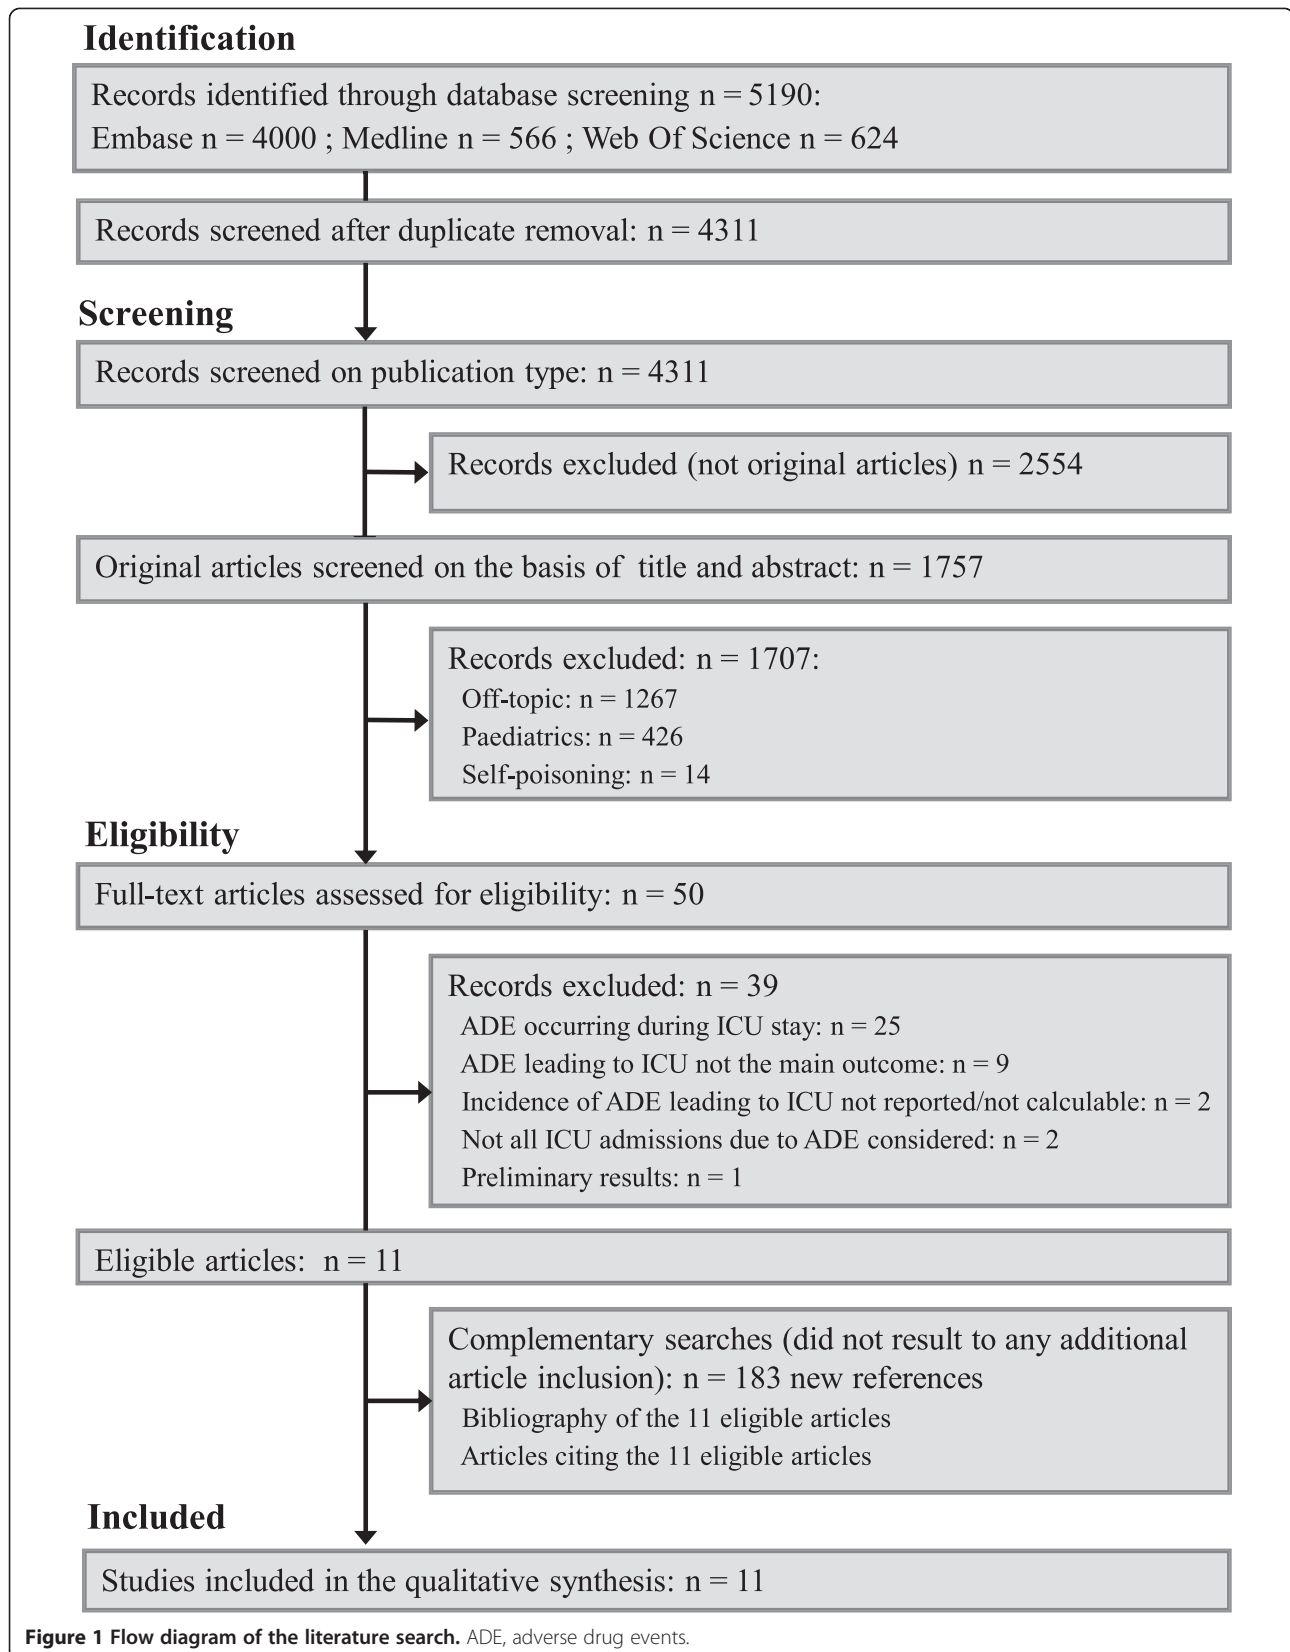 Identification
Records identified through database screening n = 5190:
Embase n = 4000 ; Medline n = 566 ; Web Of Science n = 624
Records screened after duplicate removal: n = 4311
Screening
Records screened on publication type: n = 4311
Records excluded (not original articles) n = 2554
Original articles screened on the basis of title and abstract: n = 1757
Records excluded: n = 1707:
Off-topic: n = 1267
Paediatrics: n = 426
Self-poisoning: n = 14
Eligibility
Full-text articles assessed for eligibility: n = 50
Records excluded: n = 39
ADE occurring during ICU stay: n = 25
ADE leading to ICU not the main outcome: n = 9
Incidence of ADE leading to ICU not reported/not calculable: n = 2
Not all ICU admissions due to ADE considered: n = 2
Preliminary results: n = 1
Eligible articles: n = 11
Complementary searches (did not result to any additional
article inclusion): n = 183 new references
Bibliography of the 11 eligible articles
Articles citing the 11 eligible articles
Included
Studies included in the qualitative synthesis: n = 11
Figure 1 Flow diagram of the literature search. ADE, adverse drug events.